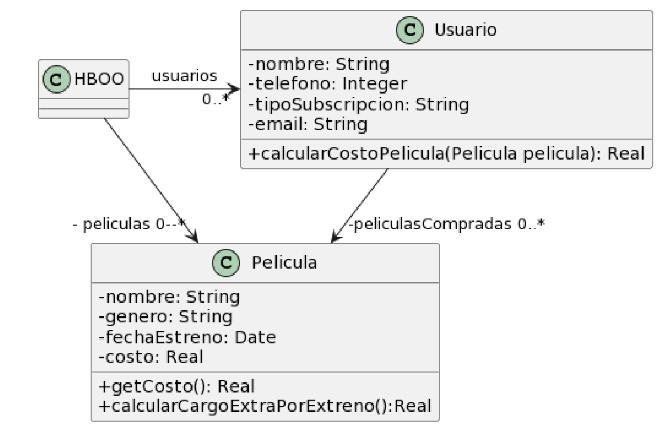 C Usuario
-nombre: String
-telefono: Integer
-tipoSubscripcion: String
-email: String
+calcularCostoPelicula(Pelicula pelicula): Real
C HBOO
usuarios
0..*
- peliculas 0--*
-peliculasCompradas 0..*
C Pelicula
-nombre: String
-genero: String
-fechaEstreno: Date
-costo: Real
+getCosto(): Real
+calcularCargoExtraPorExtreno():Real